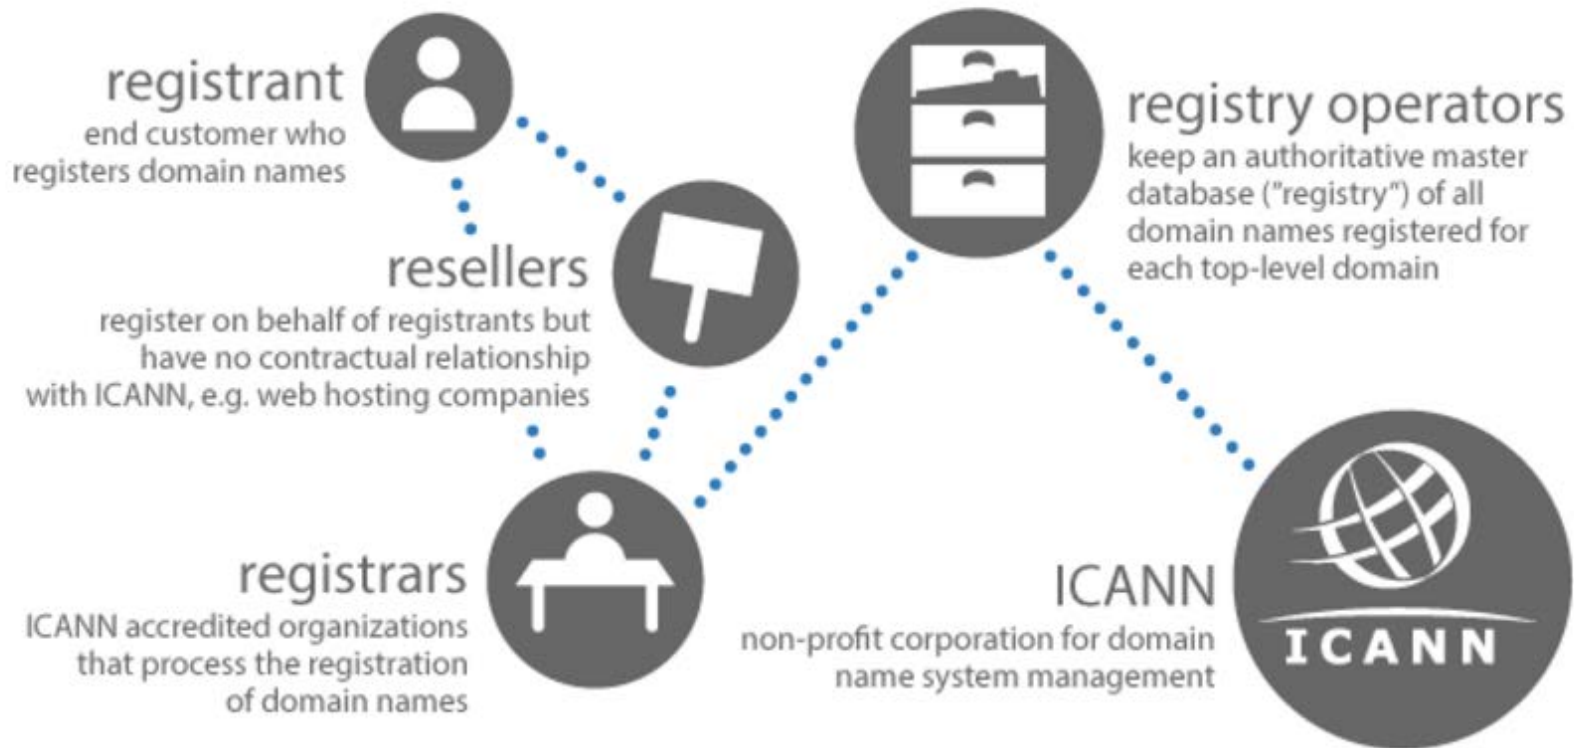 registrant
end customer who
registers domain names
resellers
register on behalf of registrants but
have no contractual relationship
with ICANN, e.g. web hosting companies
registrars
ICANN accredited organizations
that process the registration
of domain names
registry operators
keep an authoritative master
database ("registry") of all
domain names registered for
each top-level domain
ICANN
non-profit corporation for domain
name system management
ICANN